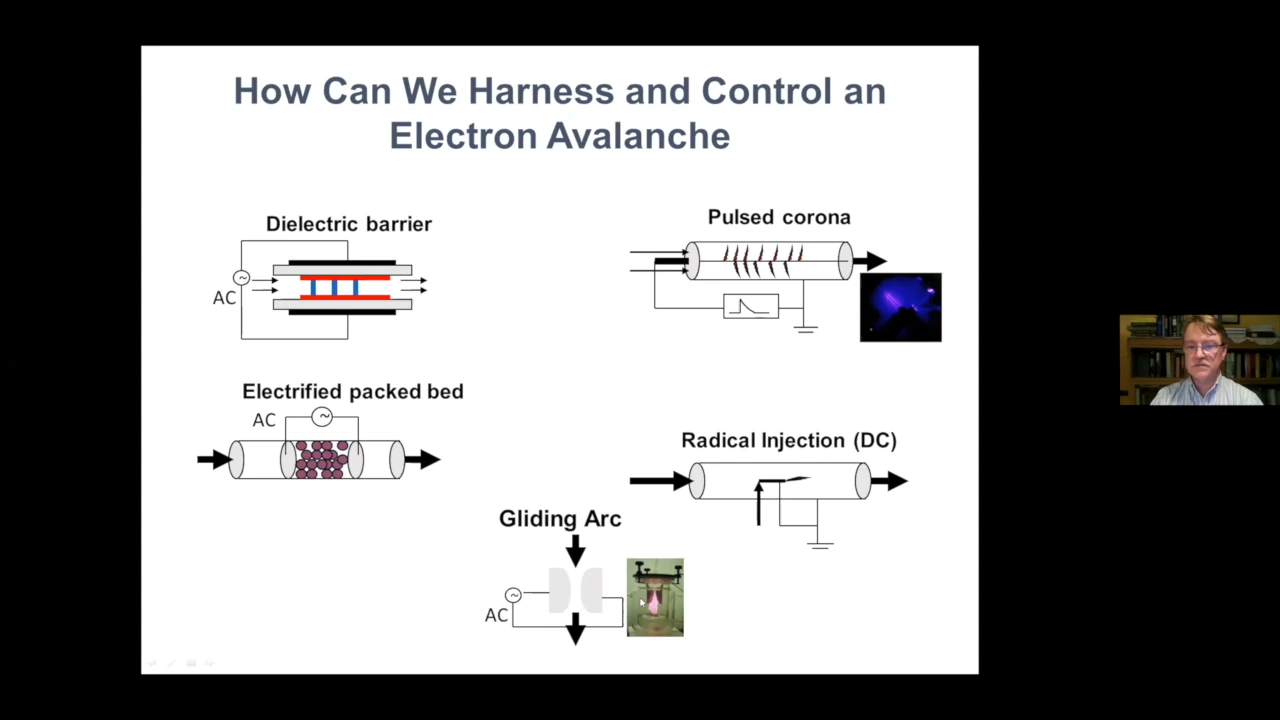 How Can We Harness and Control an
Electron Avalanche
Dielectric barrier
AC
Pulsed corona
Electrified packed bed
AC
Radical Injection (DC)
Gliding Arc
AC